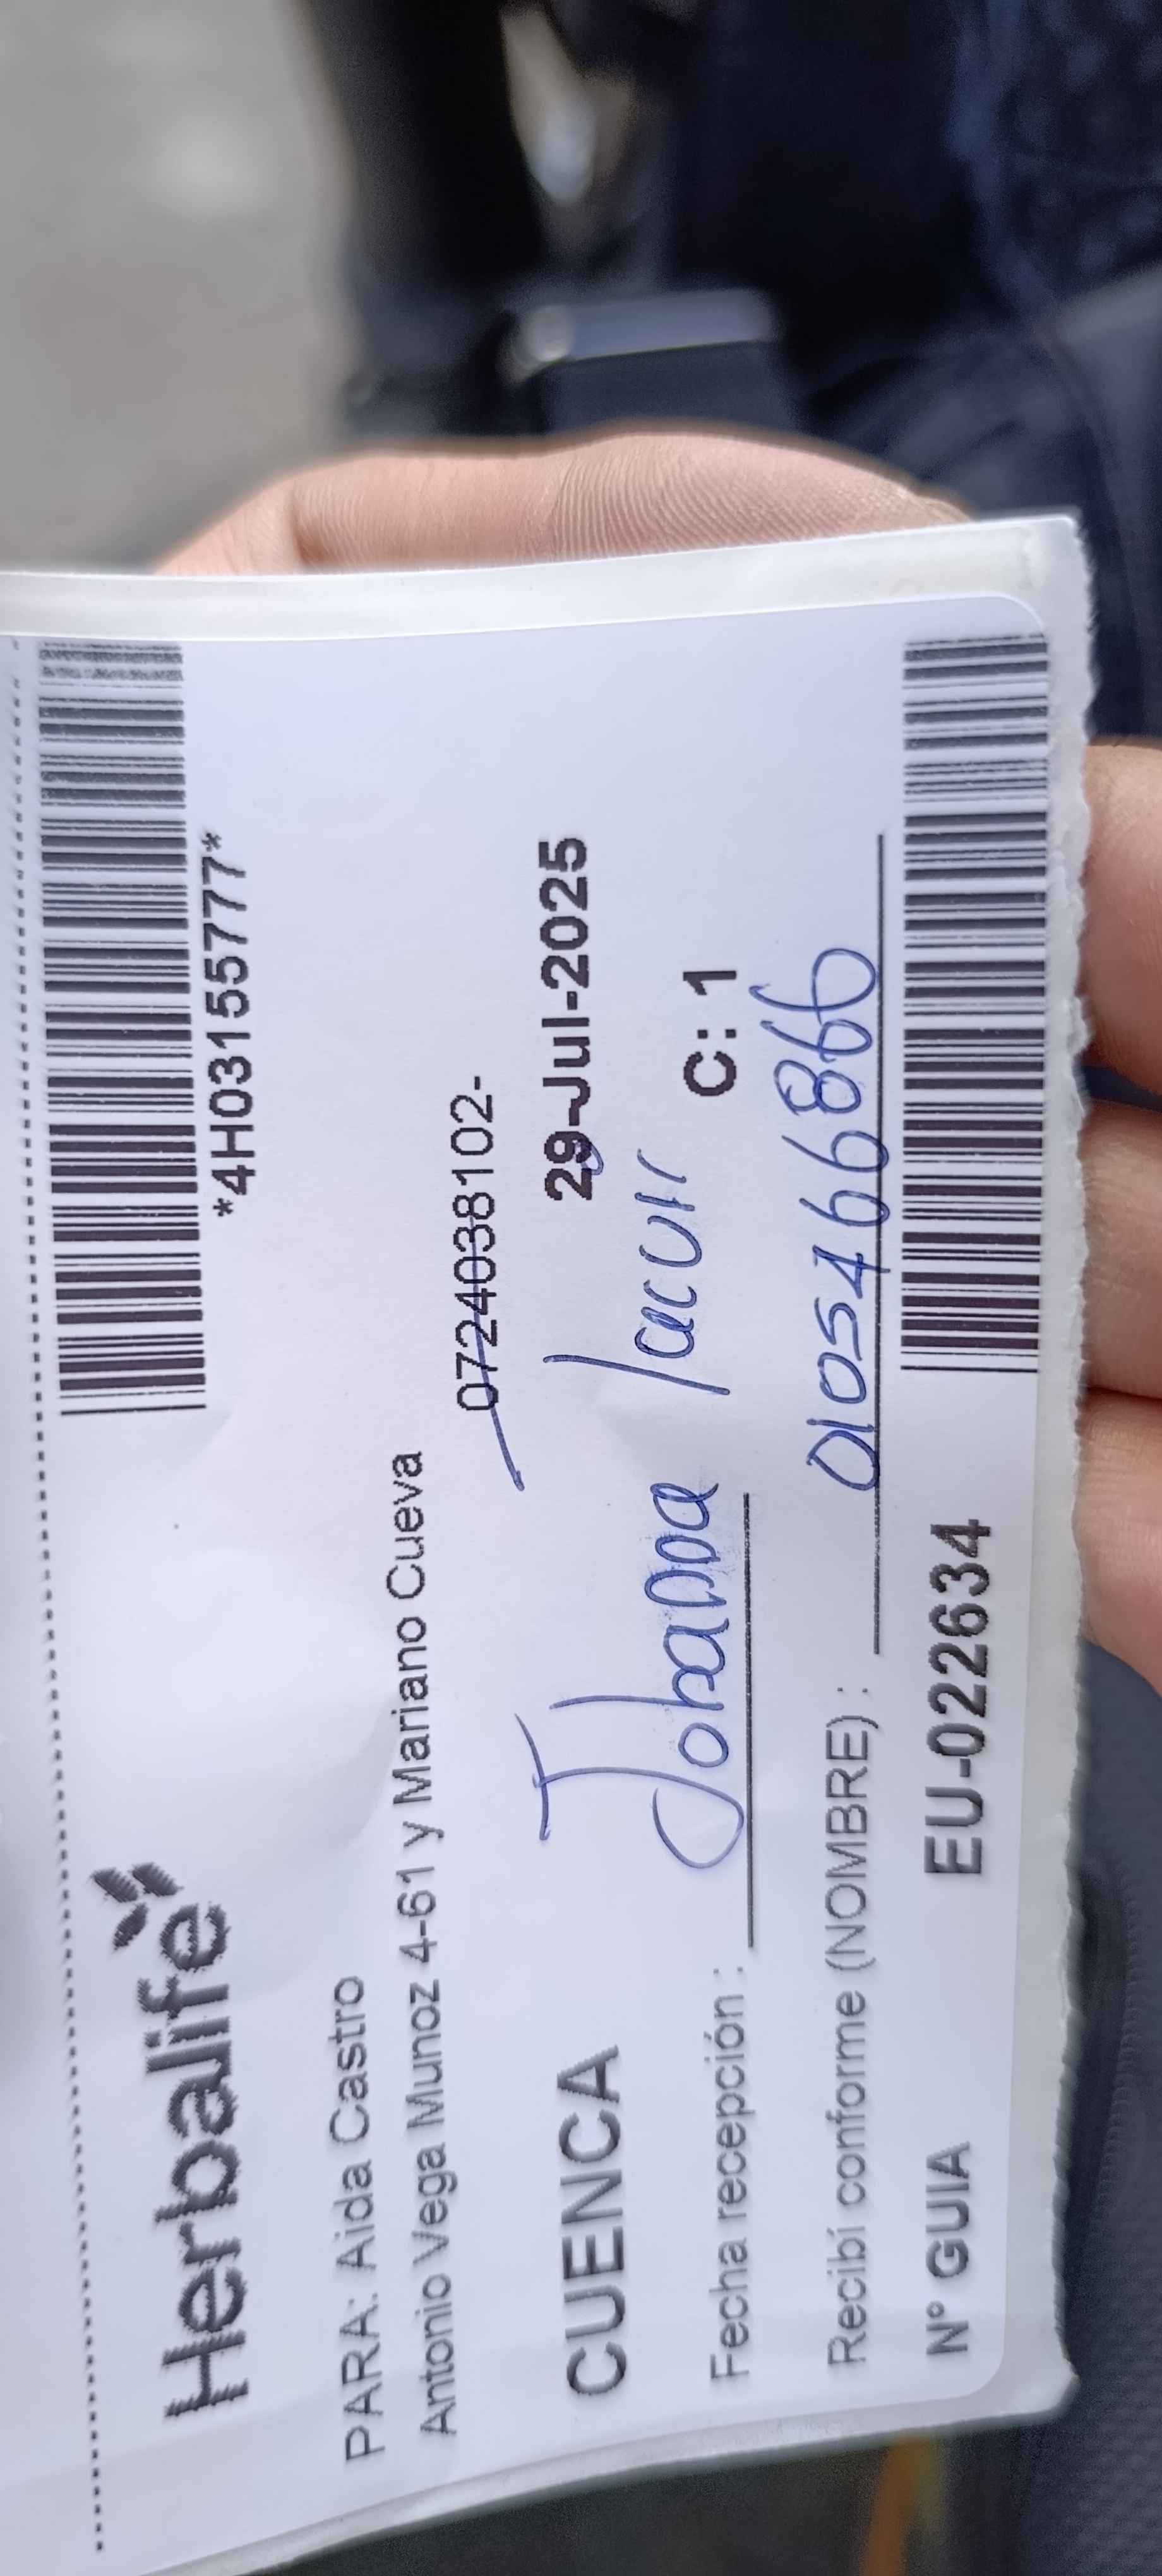 Herbalife
*4H03155777*
PARA: Aida Castro
Antonio Vega Munoz 4-61 y Mariano Cueva
0724038102-
CUENCA 29-Jul-2025
Fecha recepción : Johanna C: 1
Recibí conforme (NOMBRE) : 0105466866
Nº GUIA EU-022634